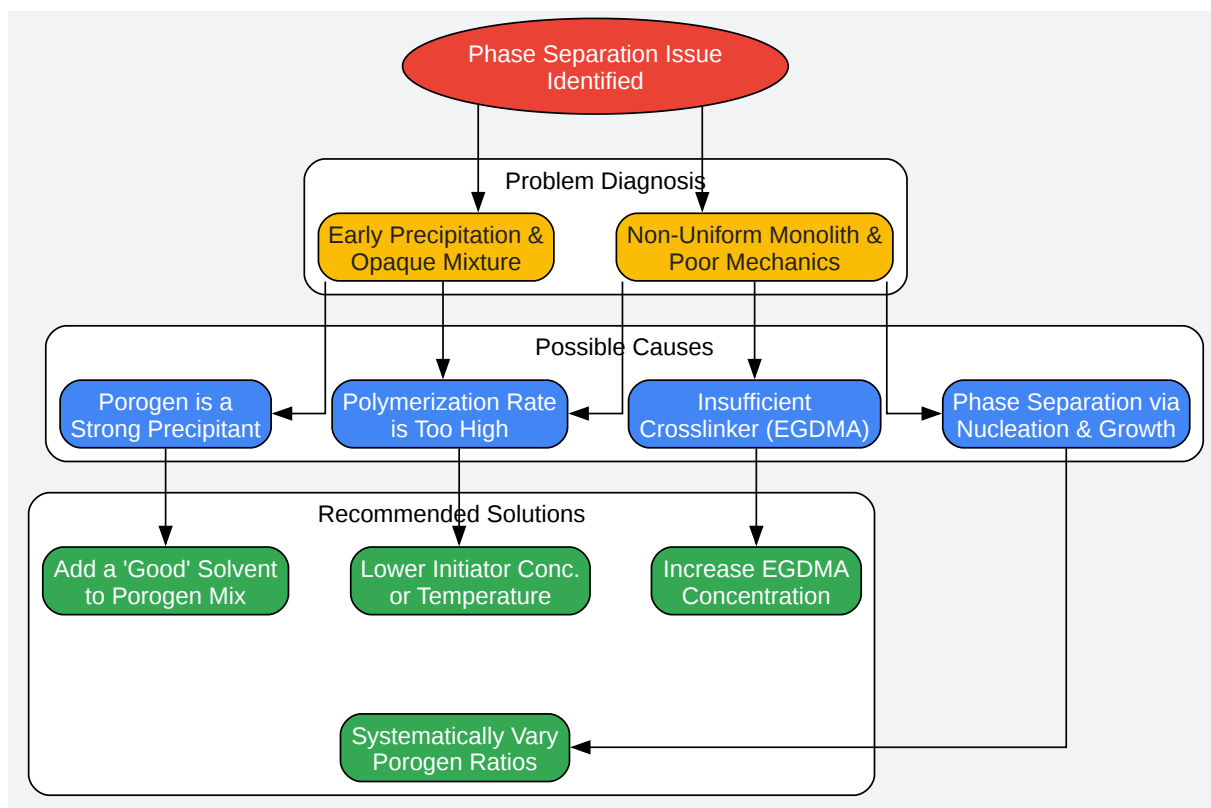 Phase Separation Issue
Identified
Problem Diagnosis
Early Precipitation &
Opaque Mixture
Non-Uniform Monolith &
Poor Mechanics
Possible Causes
Porogen is a
Strong Precipitant
Polymerization Rate
is Too High
Insufficient
Crosslinker (EGDMA)
Phase Separation via
Nucleation & Growth
Recommended Solutions
Add a 'Good' Solvent
to Porogen Mix
Lower Initiator Conc.
or Temperature
Increase EGDMA
Concentration
Systematically Vary
Porogen Ratios